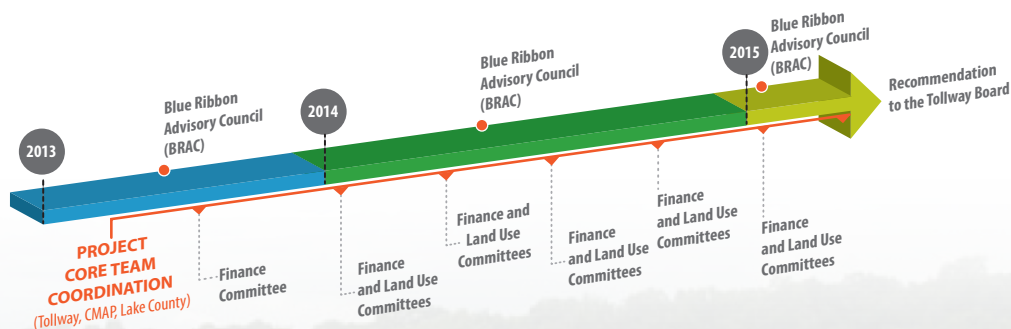 2013
Blue Ribbon
Advisory Council
(BRAC)
2014
Blue Ribbon
Advisory Council
(BRAC)
2015
Blue Ribbon
Advisory Council
(BRAC)
Recommendation
to the Tollway Board
PROJECT
CORE TEAM
COORDINATION
(Tollway, CMAP, Lake County)
Finance
Committee
Finance
and Land Use
Committees
Finance and
Land Use
Committees
Finance
and Land Use
Committees
Finance
and Land Use
Committees
Finance
and Land Use
Committees